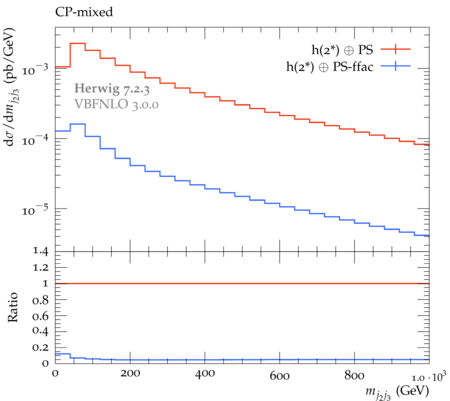 CP-mixed
h(2*) ⊕ PS
h(2*) ⊕ PS-ffac
Herwig 7.2.3
VBFNLO 3.0.0
dσ/dm_{j₂j₃} (pb/GeV)
10⁻³
10⁻⁴
10⁻⁵
1.4
1.2
1
0.8
0.6
0.4
0.2
0
Ratio
0 200 400 600 800 1.0 · 10³
m_{j₂j₃} (GeV)